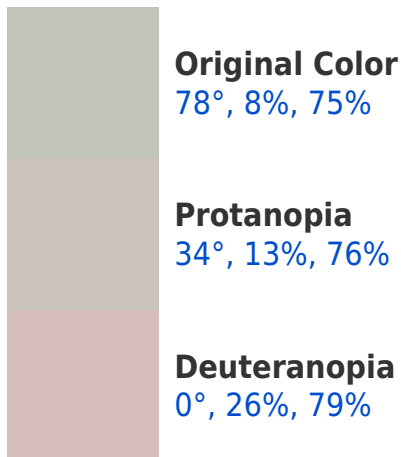 Original Color
78°, 8%, 75%
Protanopia
34°, 13%, 76%
Deuteranopia
0°, 26%, 79%